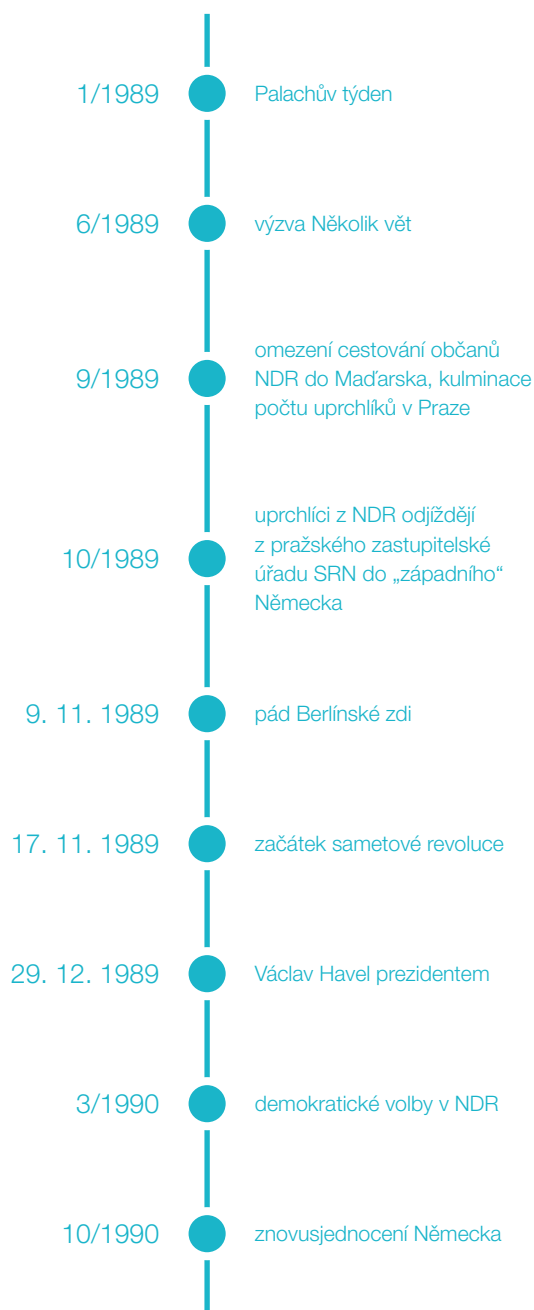 1/1989
Palachův týden
6/1989
výzva Několik vět
9/1989
omezení cestování občanů
NDR do Maďarska, kulminace
počtu uprchlíků v Praze
10/1989
uprchlíci z NDR odjíždějí
z pražského zastupitelské
úřadu SRN do „západního“
Německa
9. 11. 1989
pád Berlínské zdi
17. 11. 1989
začátek sametové revoluce
29. 12. 1989
Václav Havel prezidentem
3/1990
demokratické volby v NDR
10/1990
znovusjednocení Německa